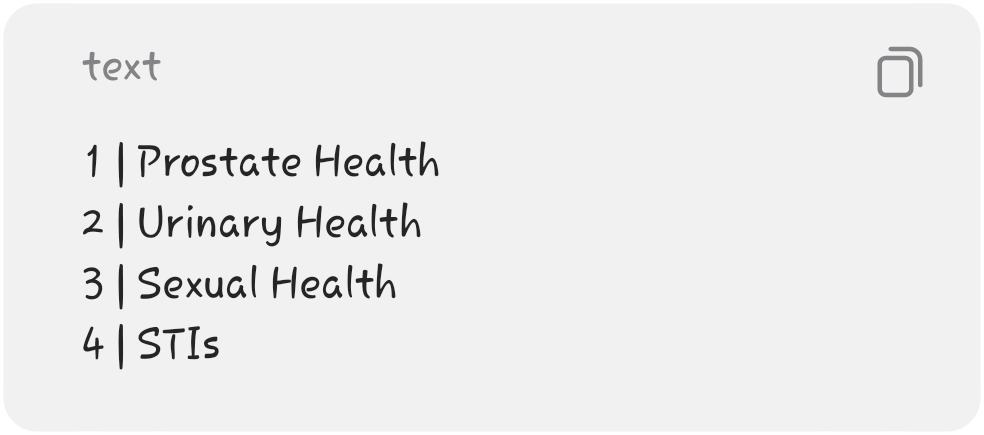 text
1 | Prostate Health
2 | Urinary Health
3 | Sexual Health
4 | STIs